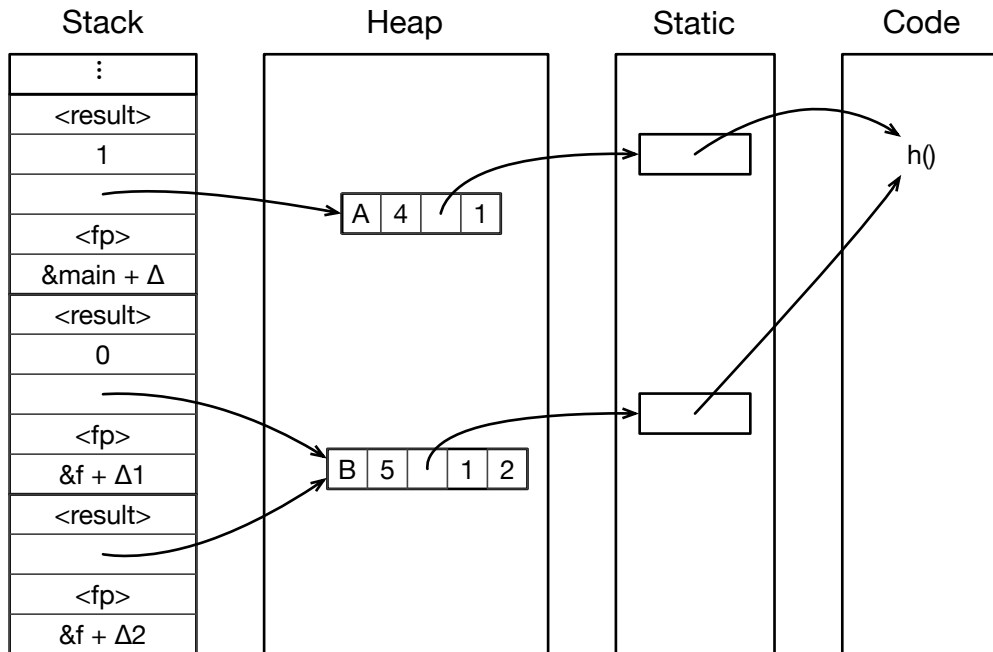 Stack Heap Static Code
⋮
<result>
1
h()
A 4 1
<fp>
&main + Δ
<result>
0
<fp>
&f + Δ1
B 5 1 2
<result>
<fp>
&f + Δ2